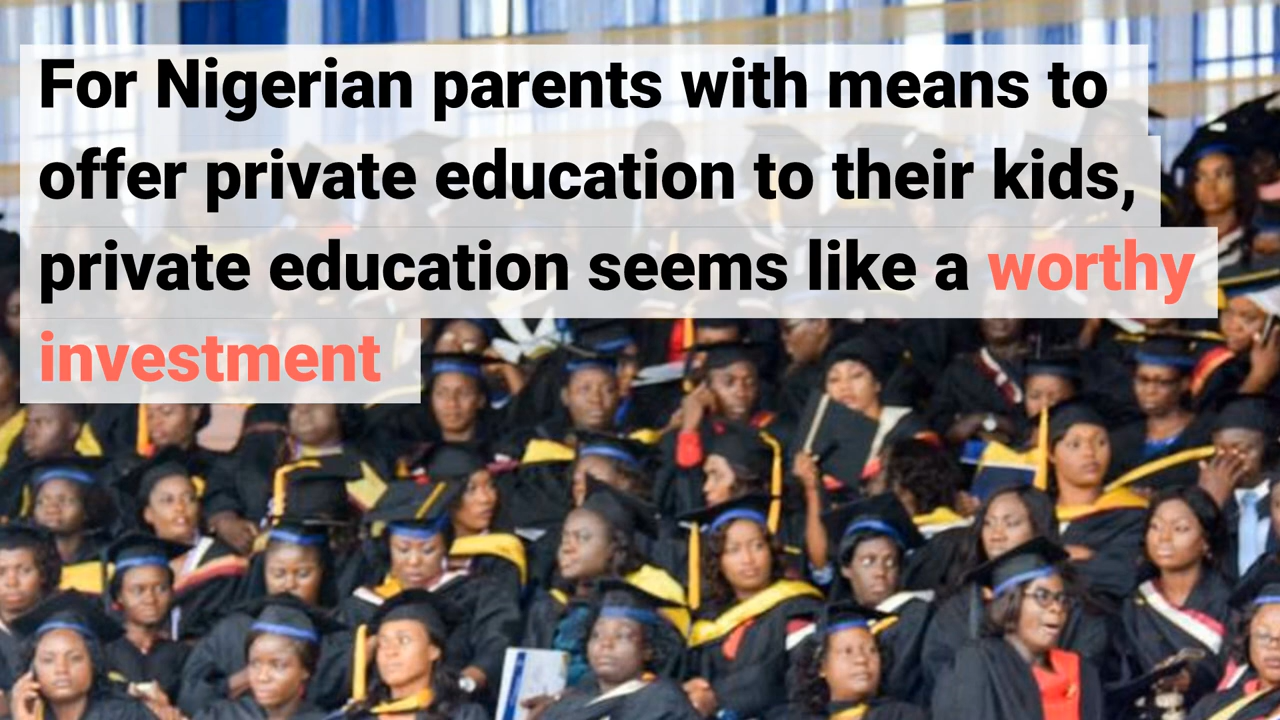 For Nigerian parents with means to
offer private education to their kids,
private education seems like a worthy
investment